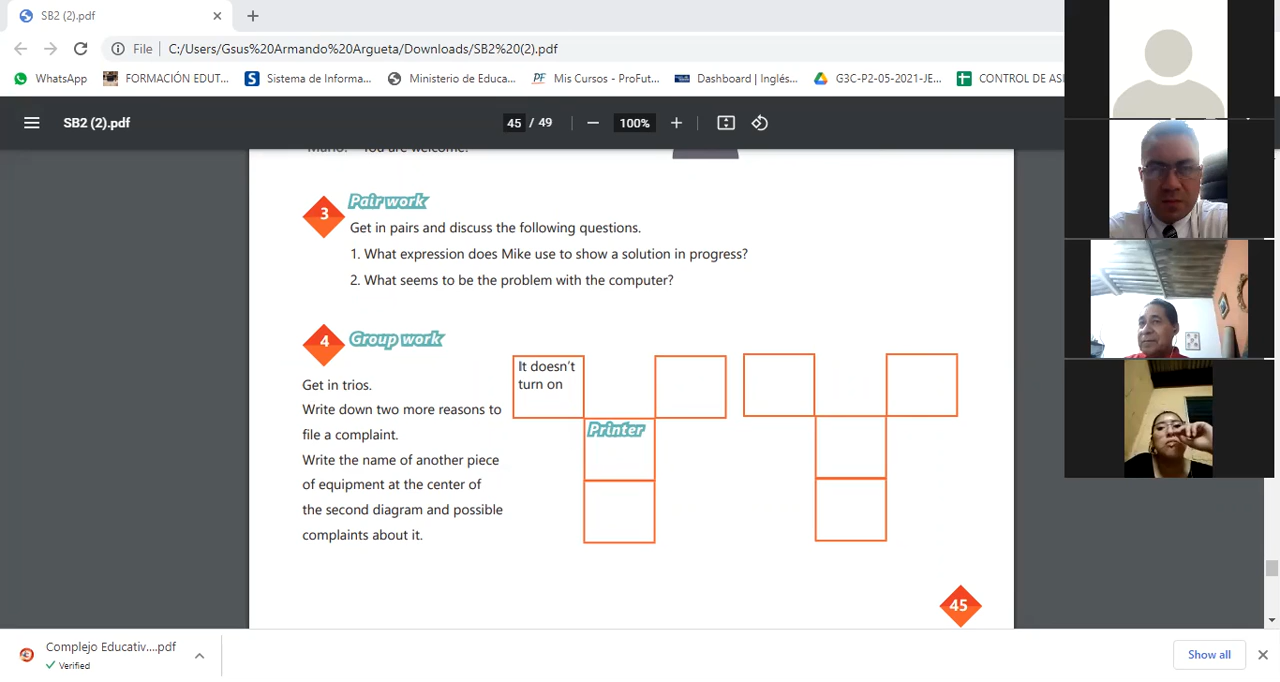 SB2 (2).pdf
File
C:/Users/Gsus%20Armando%20Argueta/Downloads/SB2%20(2).pdf
WhatsApp
FORMACIÓN EDUT...
Sistema de Informa...
Ministerio de Educa...
Mis Cursos - ProFut...
Dashboard | Inglés...
G3C-P2-05-2021-JE...
CONTROL DE ASI
SB2 (2).pdf
45 / 49
100%
Mario: You are welcome.
3
Pair work
Get in pairs and discuss the following questions.
1. What expression does Mike use to show a solution in progress?
2. What seems to be the problem with the computer?
4
Group work
Get in trios.
Write down two more reasons to
file a complaint.
Write the name of another piece
of equipment at the center of
the second diagram and possible
complaints about it.
It doesn't
turn on
Printer
45
Complejo Educativ....pdf
Verified
Show all